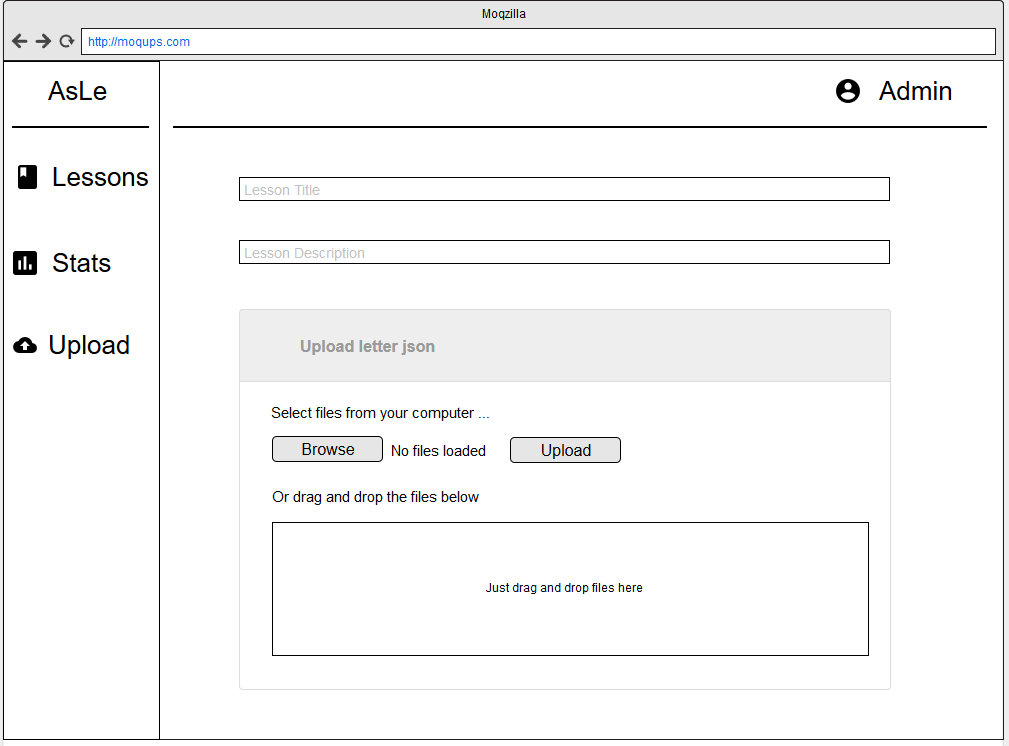 Moqzilla
http://moqups.com
AsLe
Admin
Lessons
Stats
Upload
Lesson Title
Lesson Description
Upload letter json
Select files from your computer ...
Browse No files loaded Upload
Or drag and drop the files below
Just drag and drop files here